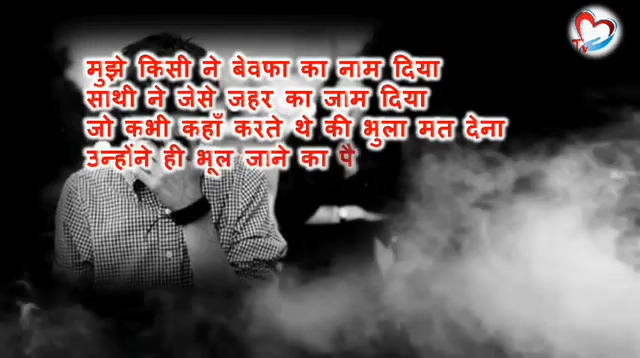 मुझे किसी ने बेवफा का नाम दिया
साथी ने जेसे जहर का जाम दिया
जो कभी कहाँ करते थे की भुला मत देना
उन्होंने ही भूल जाने का पै